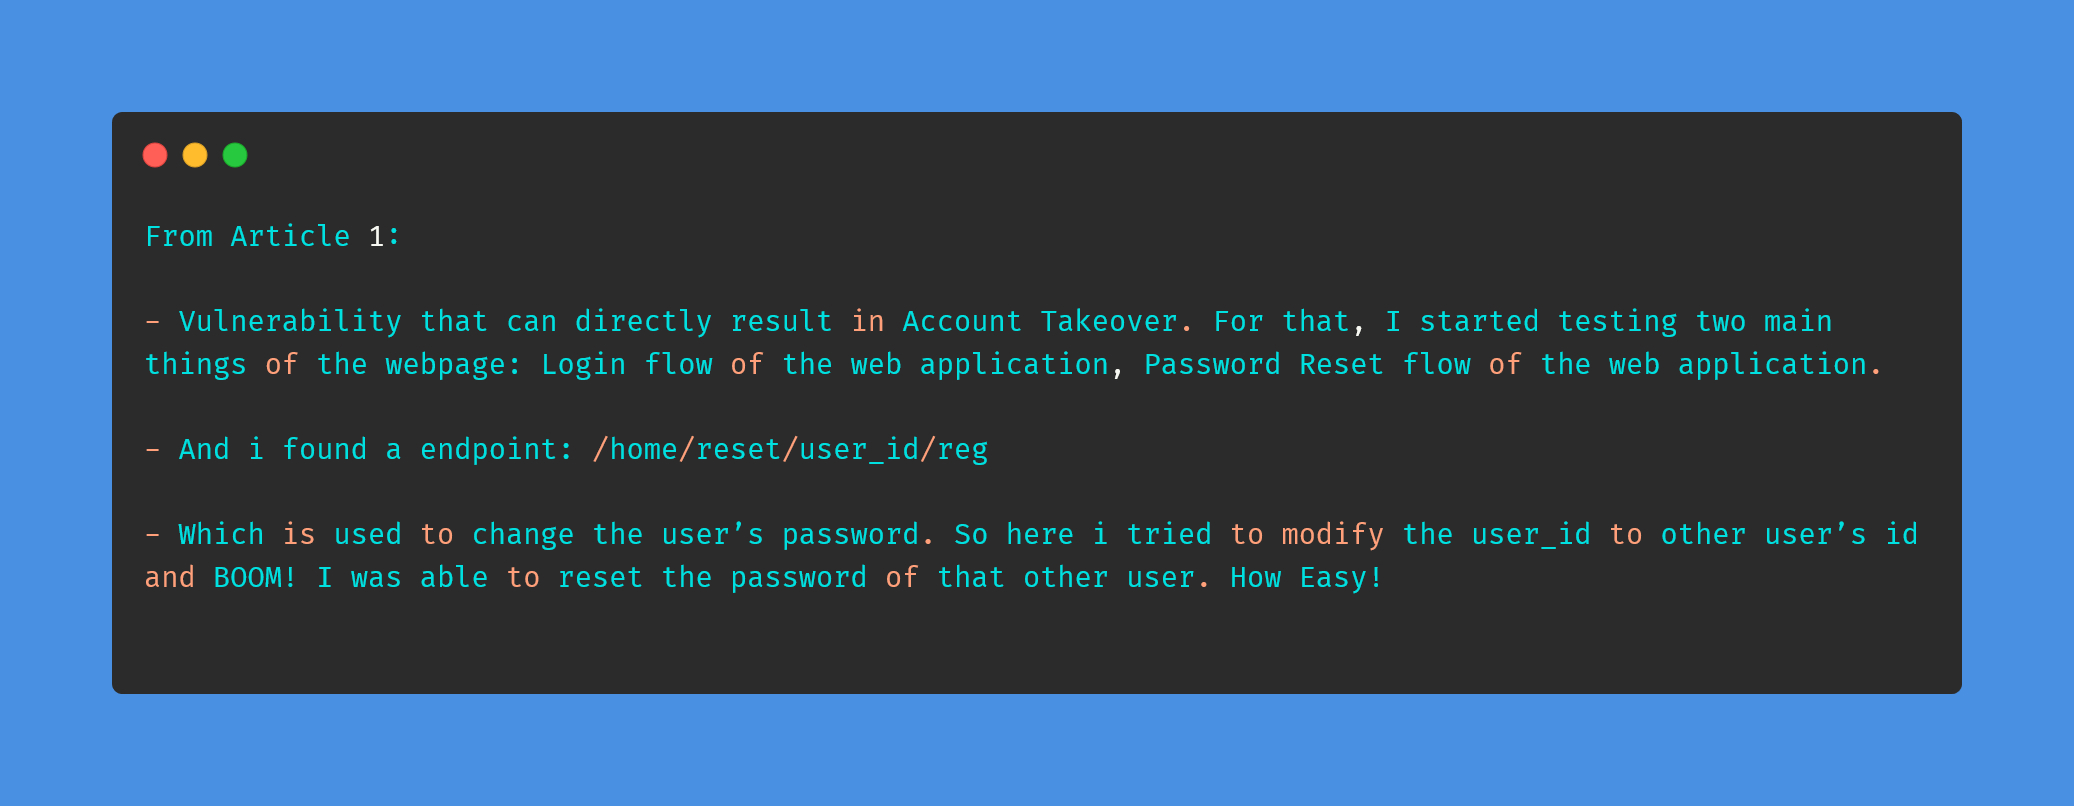 From Article 1:
- Vulnerability that can directly result in Account Takeover. For that, I started testing two main
things of the webpage: Login flow of the web application, Password Reset flow of the web application.
- And i found a endpoint: /home/reset/user_id/reg
- Which is used to change the user’s password. So here i tried to modify the user_id to other user’s id
and BOOM! I was able to reset the password of that other user. How Easy!